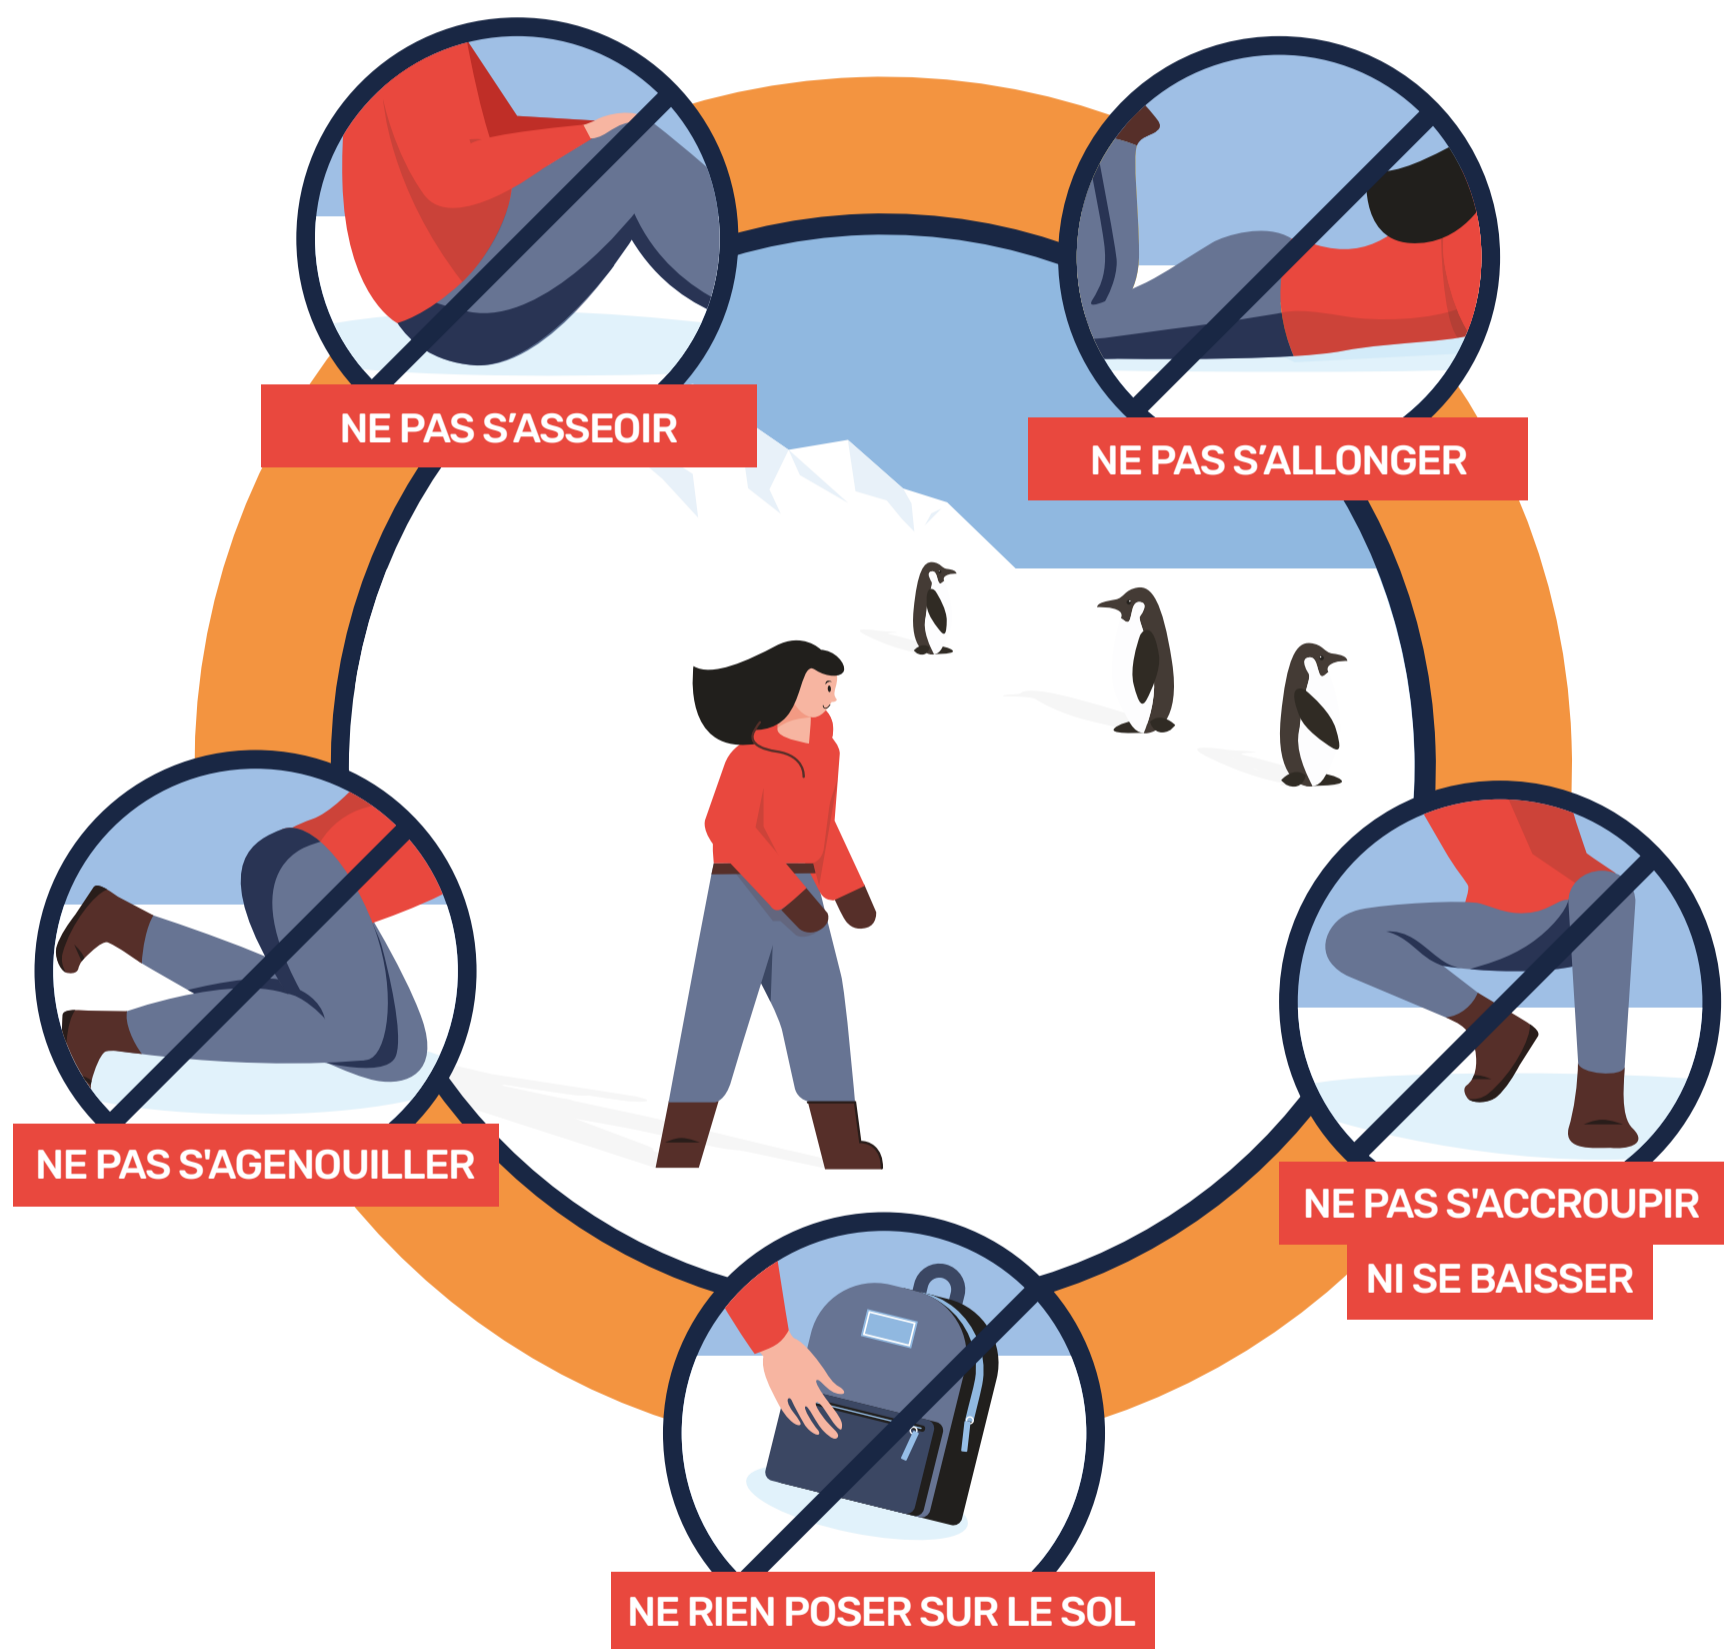 NE PAS S’ASSEOIR
NE PAS S’ALLONGER
NE PAS S'AGENOUILLER
NE PAS S'ACCROUPIR
NI SE BAISSER
NE RIEN POSER SUR LE SOL